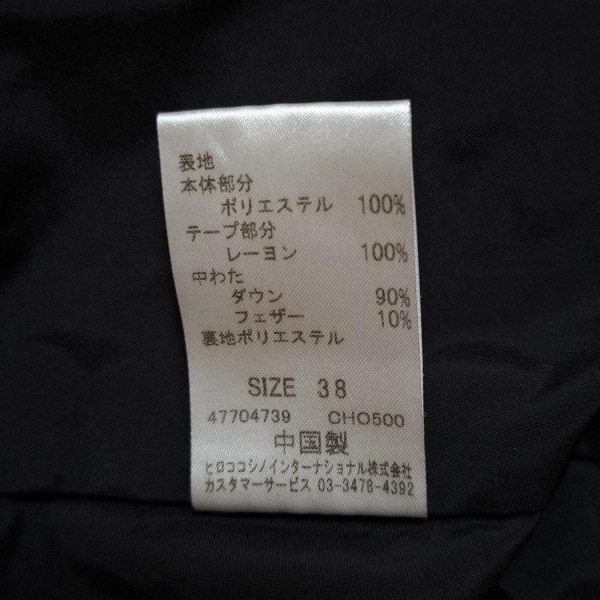 表地
本体部分
ポリエステル 100%
テープ部分
レーヨン 100%
中わた
ダウン 90%
フェザー 10%
裏地ポリエステル
SIZE 38
47704739 CHO500
中国製
ヒロココシノインターナショナル株式会社
カスタマーサービス 03-3478-4392